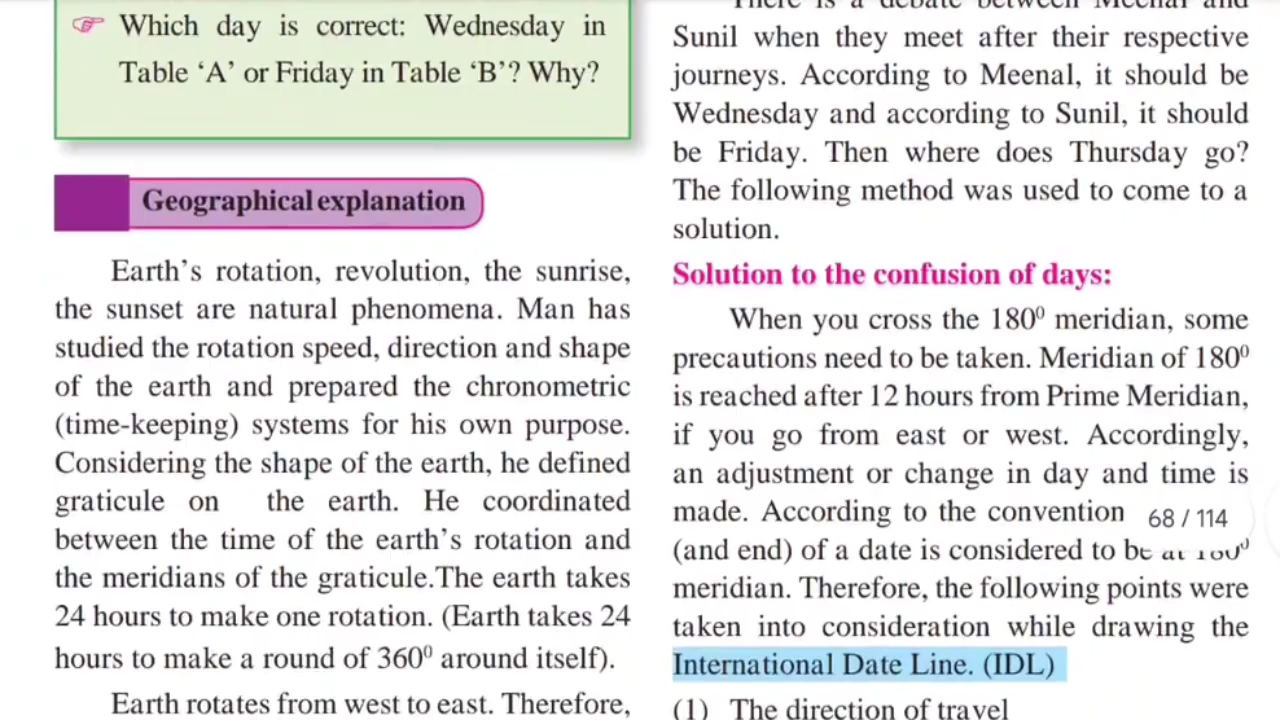 ☞ Which day is correct: Wednesday in
Table ‘A’ or Friday in Table ‘B’? Why?
Geographical explanation
Earth’s rotation, revolution, the sunrise,
the sunset are natural phenomena. Man has
studied the rotation speed, direction and shape
of the earth and prepared the chronometric
(time-keeping) systems for his own purpose.
Considering the shape of the earth, he defined
graticule on the earth. He coordinated
between the time of the earth’s rotation and
the meridians of the graticule.The earth takes
24 hours to make one rotation. (Earth takes 24
hours to make a round of 360⁰ around itself).
Earth rotates from west to east. Therefore,
There is a debate between Meenal and
Sunil when they meet after their respective
journeys. According to Meenal, it should be
Wednesday and according to Sunil, it should
be Friday. Then where does Thursday go?
The following method was used to come to a
solution.
Solution to the confusion of days:
When you cross the 180⁰ meridian, some
precautions need to be taken. Meridian of 180⁰
is reached after 12 hours from Prime Meridian,
if you go from east or west. Accordingly,
an adjustment or change in day and time is
made. According to the convention
68 / 114
(and end) of a date is considered to be at 180⁰
meridian. Therefore, the following points were
taken into consideration while drawing the
International Date Line. (IDL)
(1) The direction of travel